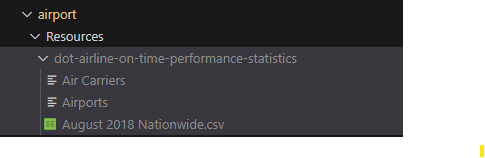 airport
Resources
dot-airline-on-time-performance-statistics
Air Carriers
Airports
August 2018 Nationwide.csv